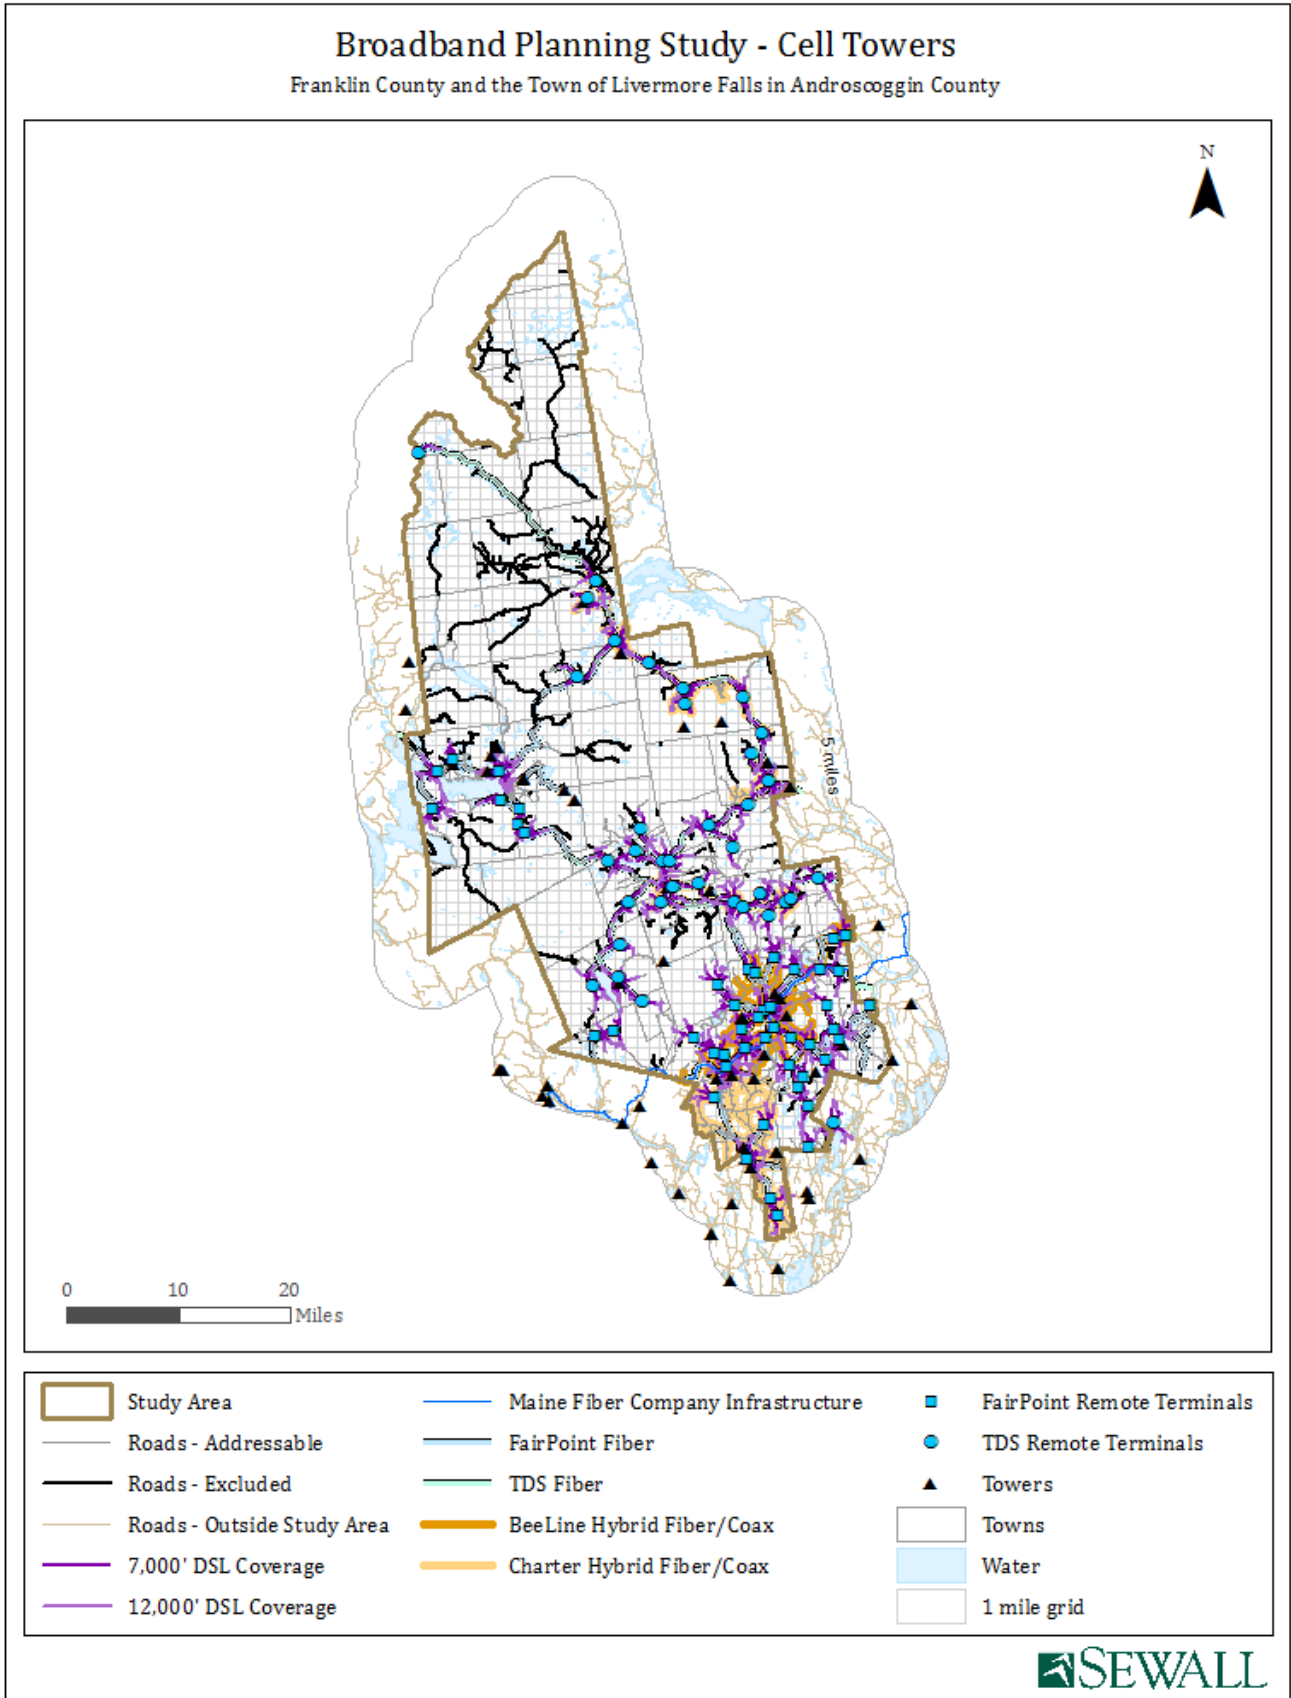 Broadband Planning Study - Cell Towers
Franklin County and the Town of Livermore Falls in Androscoggin County
N
5 miles
0 10 20
Miles
Study Area
Roads - Addressable
Roads - Excluded
Roads - Outside Study Area
7,000' DSL Coverage
12,000' DSL Coverage
Maine Fiber Company Infrastructure
FairPoint Fiber
TDS Fiber
BeeLine Hybrid Fiber/Coax
Charter Hybrid Fiber/Coax
FairPoint Remote Terminals
TDS Remote Terminals
Towers
Towns
Water
1 mile grid
SEWALL